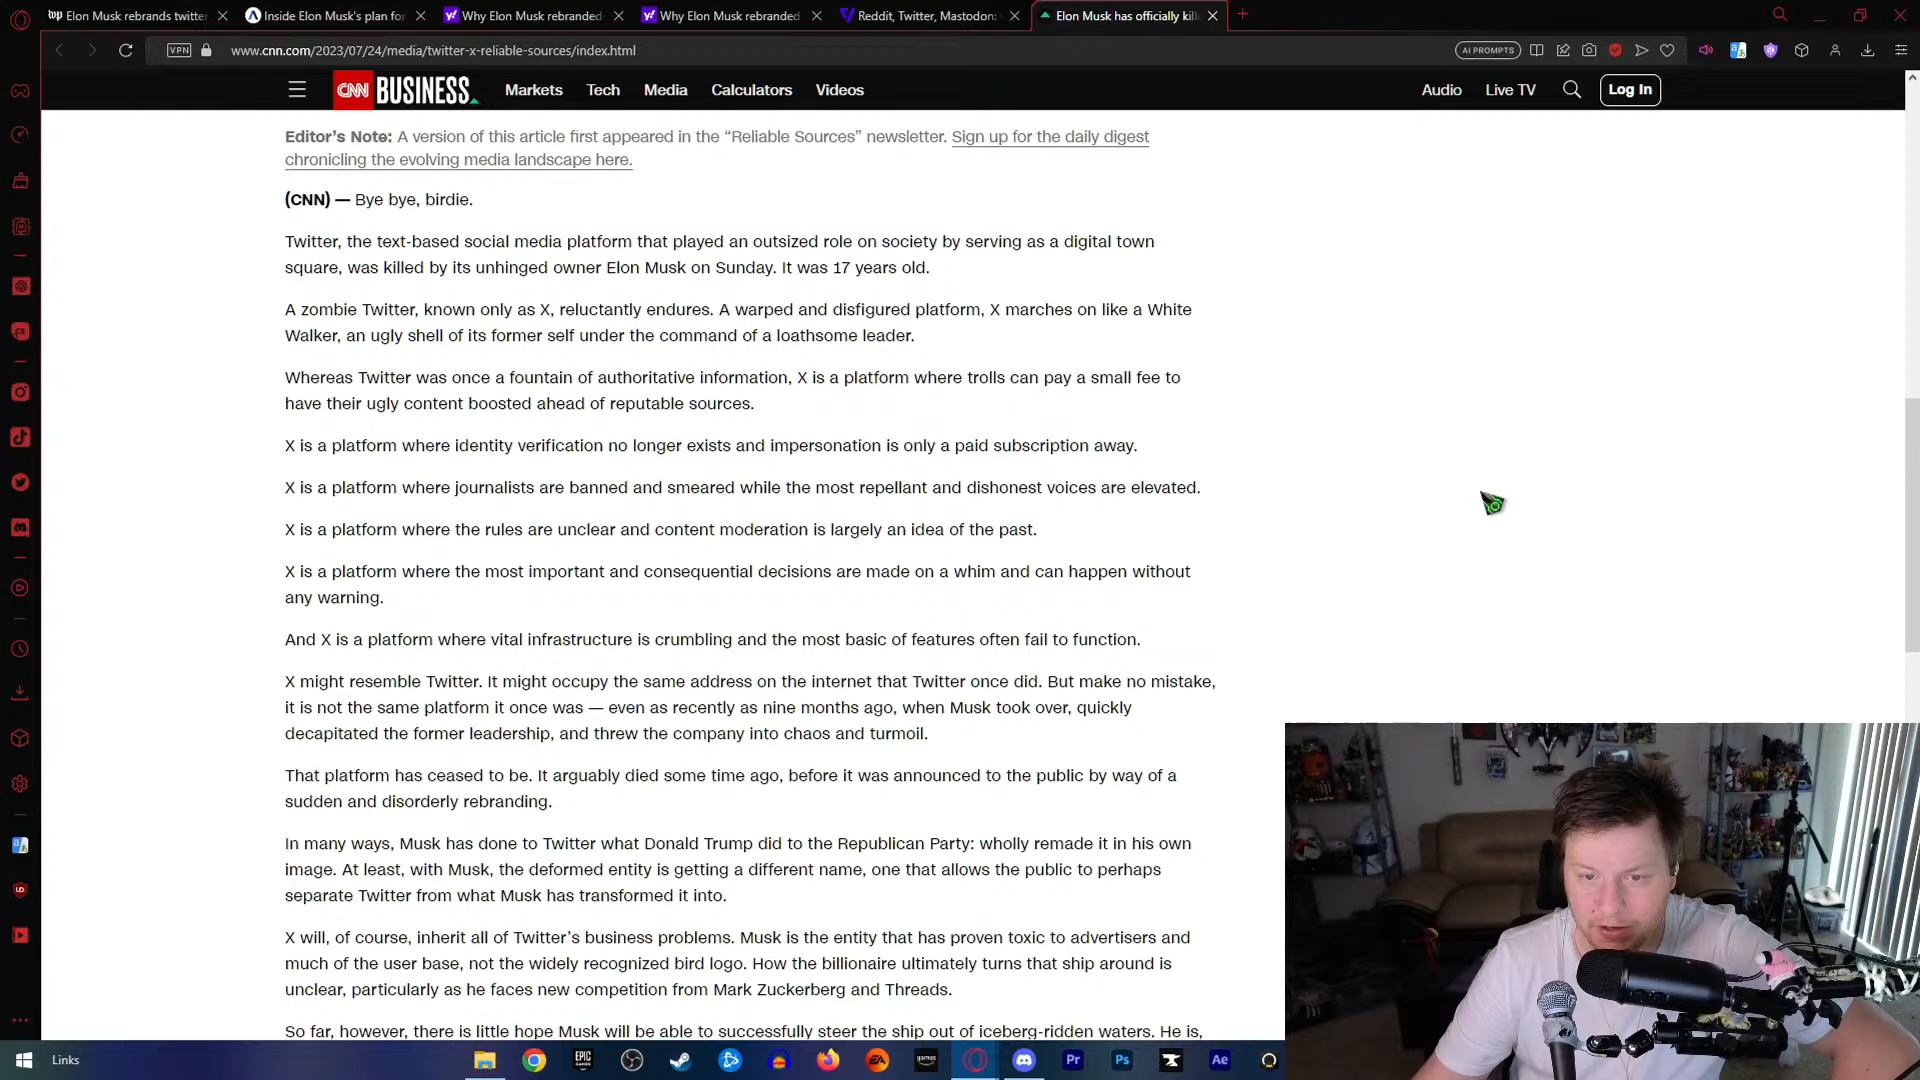 Elon Musk rebrands twitter
Inside Elon Musk's plan for
Why Elon Musk rebranded
Why Elon Musk rebranded
Reddit, Twitter, Mastodon:
Elon Musk has officially kil
VPN
www.cnn.com/2023/07/24/media/twitter-x-reliable-sources/index.html
AI PROMPTS
CNN BUSINESS
Markets
Tech
Media
Calculators
Videos
Audio
Live TV
Log In
Editor's Note: A version of this article first appeared in the “Reliable Sources” newsletter. Sign up for the daily digest
chronicling the evolving media landscape here.
(CNN) — Bye bye, birdie.
Twitter, the text-based social media platform that played an outsized role on society by serving as a digital town
square, was killed by its unhinged owner Elon Musk on Sunday. It was 17 years old.
A zombie Twitter, known only as X, reluctantly endures. A warped and disfigured platform, X marches on like a White
Walker, an ugly shell of its former self under the command of a loathsome leader.
Whereas Twitter was once a fountain of authoritative information, X is a platform where trolls can pay a small fee to
have their ugly content boosted ahead of reputable sources.
X is a platform where identity verification no longer exists and impersonation is only a paid subscription away.
X is a platform where journalists are banned and smeared while the most repellant and dishonest voices are elevated.
X is a platform where the rules are unclear and content moderation is largely an idea of the past.
X is a platform where the most important and consequential decisions are made on a whim and can happen without
any warning.
And X is a platform where vital infrastructure is crumbling and the most basic of features often fail to function.
X might resemble Twitter. It might occupy the same address on the internet that Twitter once did. But make no mistake,
it is not the same platform it once was — even as recently as nine months ago, when Musk took over, quickly
decapitated the former leadership, and threw the company into chaos and turmoil.
That platform has ceased to be. It arguably died some time ago, before it was announced to the public by way of a
sudden and disorderly rebranding.
In many ways, Musk has done to Twitter what Donald Trump did to the Republican Party: wholly remade it in his own
image. At least, with Musk, the deformed entity is getting a different name, one that allows the public to perhaps
separate Twitter from what Musk has transformed it into.
X will, of course, inherit all of Twitter's business problems. Musk is the entity that has proven toxic to advertisers and
much of the user base, not the widely recognized bird logo. How the billionaire ultimately turns that ship around is
unclear, particularly as he faces new competition from Mark Zuckerberg and Threads.
So far, however, there is little hope Musk will be able to successfully steer the ship out of iceberg-ridden waters. He is,
Links
EPIC
GAMES
EA
games
Pr
Ps
Ae